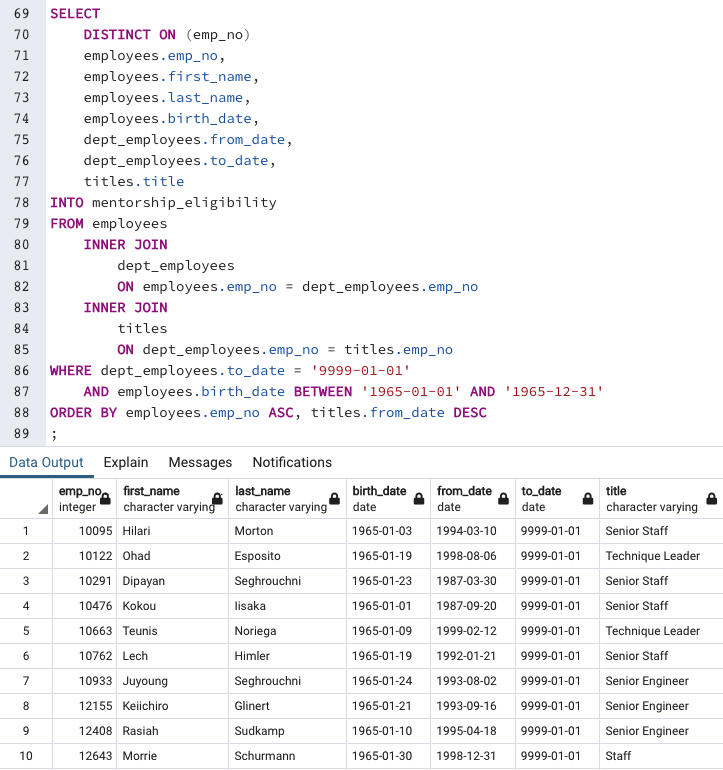 69 SELECT
70 DISTINCT ON (emp_no)
71 employees.emp_no,
72 employees.first_name,
73 employees.last_name,
74 employees.birth_date,
75 dept_employees.from_date,
76 dept_employees.to_date,
77 titles.title
78 INTO mentorship_eligibility
79 FROM employees
80 INNER JOIN
81 dept_employees
82 ON employees.emp_no = dept_employees.emp_no
83 INNER JOIN
84 titles
85 ON dept_employees.emp_no = titles.emp_no
86 WHERE dept_employees.to_date = '9999-01-01'
87 AND employees.birth_date BETWEEN '1965-01-01' AND '1965-12-31'
88 ORDER BY employees.emp_no ASC, titles.from_date DESC
89 ;
Data Output Explain Messages Notifications
emp_no first_name last_name birth_date from_date to_date title
integer character varying character varying date date date character varying
1 10095 Hilari Morton 1965-01-03 1994-03-10 9999-01-01 Senior Staff
2 10122 Ohad Esposito 1965-01-19 1998-08-06 9999-01-01 Technique Leader
3 10291 Dipayan Seghrouchni 1965-01-23 1987-03-30 9999-01-01 Senior Staff
4 10476 Kokou Iisaka 1965-01-01 1987-09-20 9999-01-01 Senior Staff
5 10663 Teunis Noriega 1965-01-09 1999-02-12 9999-01-01 Technique Leader
6 10762 Lech Himler 1965-01-19 1992-01-21 9999-01-01 Senior Staff
7 10933 Juyoung Seghrouchni 1965-01-24 1993-08-02 9999-01-01 Senior Engineer
8 12155 Keiichiro Glinert 1965-01-21 1993-09-16 9999-01-01 Senior Engineer
9 12408 Rasiah Sudkamp 1965-01-10 1995-04-18 9999-01-01 Senior Engineer
10 12643 Morrie Schurmann 1965-01-30 1998-12-31 9999-01-01 Staff